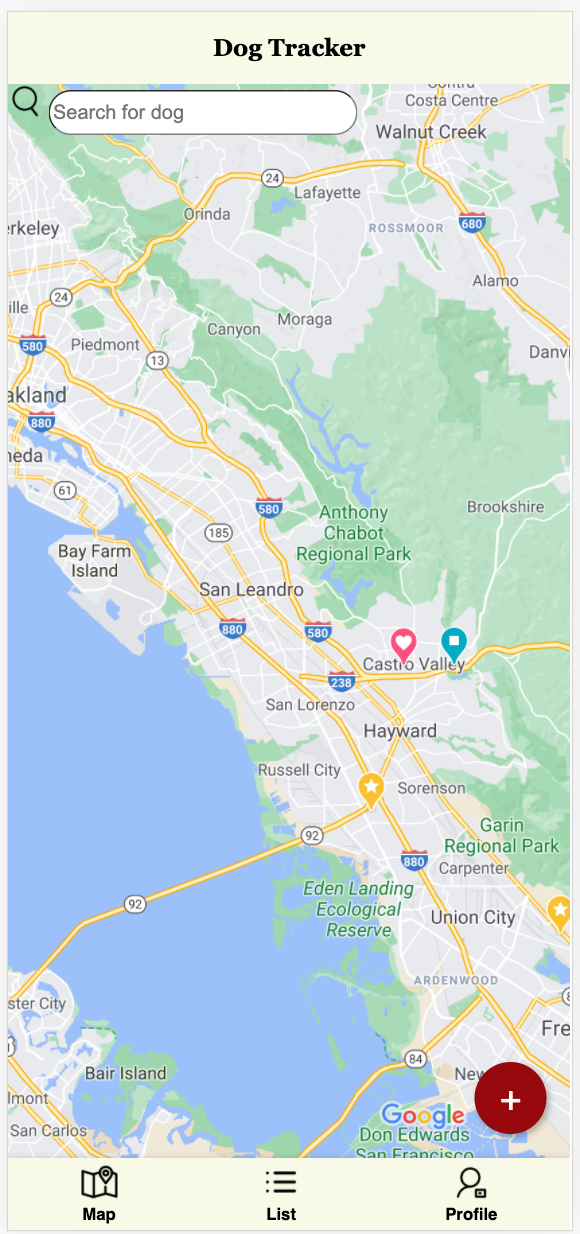 Dog Tracker
Search for dog
Contra
Costa Centre
Walnut Creek
24
Lafayette
Orinda
ROSSMOOR
680
erkeley
Alamo
24
ille
Canyon
Moraga
580
Piedmont
13
Danvi
akland
880
neda
61
580
Brookshire
Anthony
Chabot
Regional Park
185
Bay Farm
Island
San Leandro
880
580
Castro Valley
238
San Lorenzo
Hayward
Russell City
Sorenson
92
Garin
Regional Park
880
Carpenter
Eden Landing
Ecological
Reserve
92
Union City
ARDENWOOD
ster City
Fre
84
Bair Island
New
lmont
Google
San Carlos
Don Edwards
San Francisco
+
Map
List
Profile